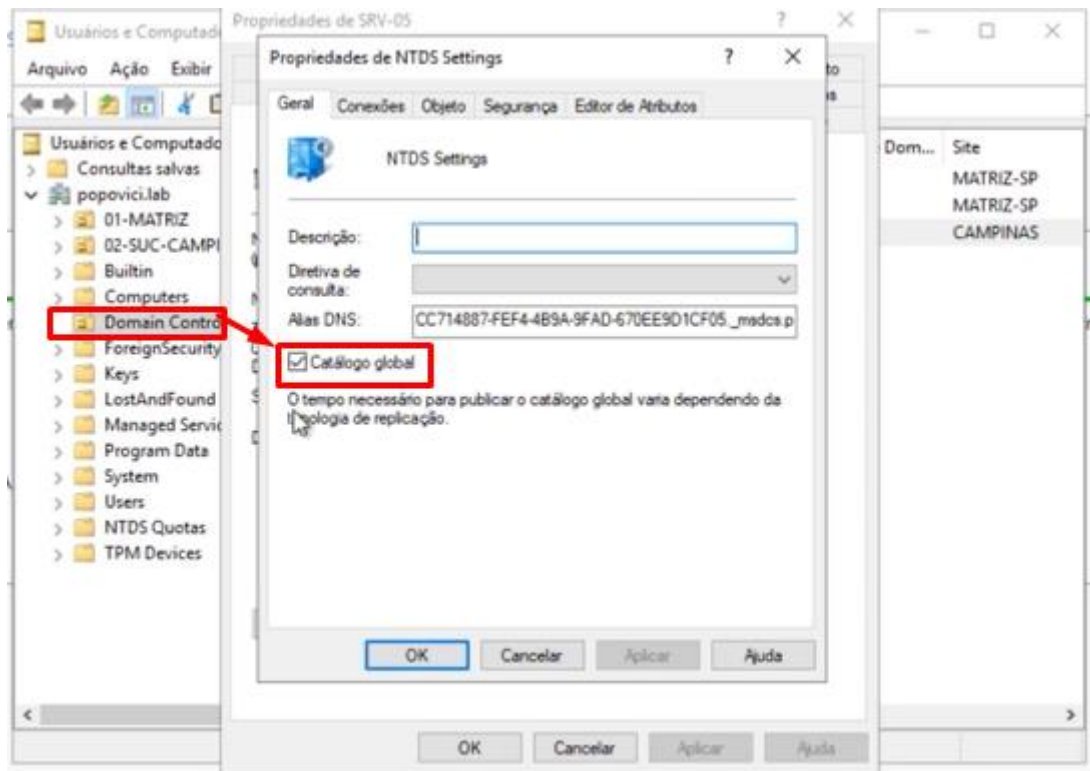 Usuários e Computad
Arquivo Ação Exibir
Usuários e Computado
Consultas salvas
popovici.lab
01-MATRIZ
02-SUC-CAMPI
Builtin
Computers
Domain Contro
ForeignSecurity
Keys
LostAndFound
Managed Servic
Program Data
System
Users
NTDS Quotas
TPM Devices
Propriedades de SRV-05
Propriedades de NTDS Settings
Geral Conexões Objeto Segurança Editor de Atributos
NTDS Settings
Descrição:
Diretiva de
consulta:
Alias DNS: CC714887-FEF4-4B9A-9FAD-670EE9D1CF05._msdcs.p
Catálogo global
O tempo necessário para publicar o catálogo global varia dependendo da
topologia de replicação.
OK Cancelar Aplicar Ajuda
OK Cancelar Aplicar Ajuda
Dom... Site
MATRIZ-SP
MATRIZ-SP
CAMPINAS